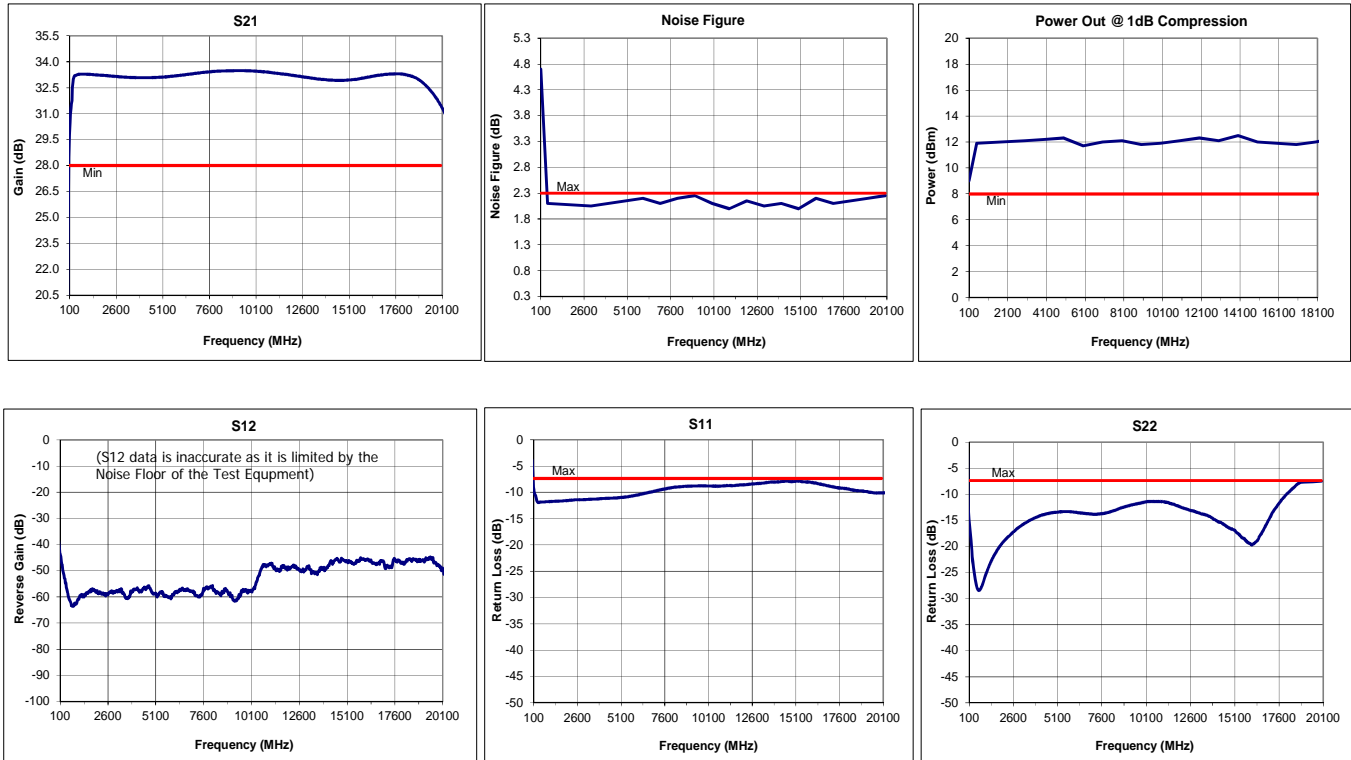 S21
35.5
34.0
32.5
31.0
29.5
28.0
26.5
25.0
23.5
22.0
20.5
Gain (dB)
Min
100 2600 5100 7600 10100 12600 15100 17600 20100
Frequency (MHz)
Noise Figure
5.3
4.8
4.3
3.8
3.3
2.8
2.3
1.8
1.3
0.8
0.3
Noise Figure (dB)
Max
100 2600 5100 7600 10100 12600 15100 17600 20100
Frequency (MHz)
Power Out @ 1dB Compression
20
18
16
14
12
10
8
6
4
2
0
Power (dBm)
Min
100 2100 4100 6100 8100 10100 12100 14100 16100 18100
Frequency (MHz)
S12
(S12 data is inaccurate as it is limited by the
Noise Floor of the Test Equpment)
0
-10
-20
-30
-40
-50
-60
-70
-80
-90
-100
Reverse Gain (dB)
100 2600 5100 7600 10100 12600 15100 17600 20100
Frequency (MHz)
S11
0
-5
-10
-15
-20
-25
-30
-35
-40
-45
-50
Return Loss (dB)
Max
100 2600 5100 7600 10100 12600 15100 17600 20100
Frequency (MHz)
S22
0
-5
-10
-15
-20
-25
-30
-35
-40
-45
-50
Return Loss (dB)
Max
100 2600 5100 7600 10100 12600 15100 17600 20100
Frequency (MHz)